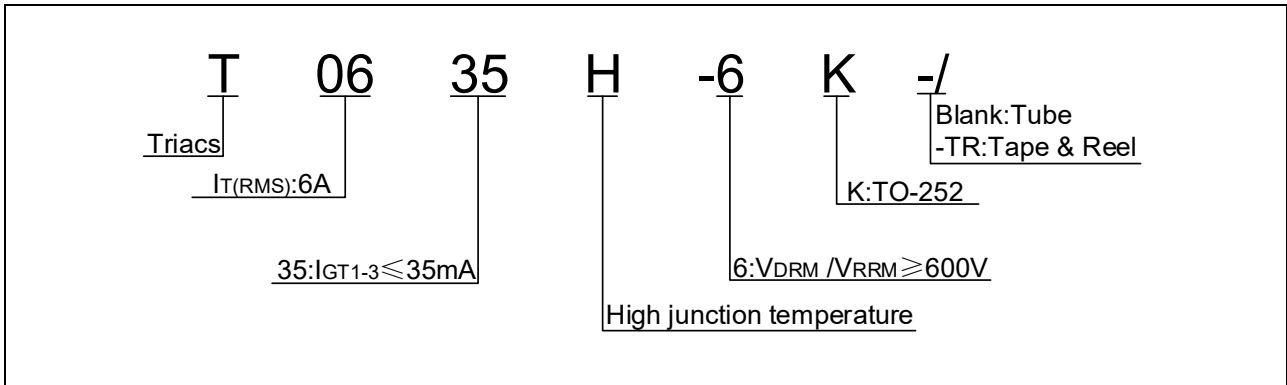 T 06 35 H -6 K -/
Blank:Tube
Triacs
-TR:Tape & Reel
IT(RMS):6A
K:TO-252
35:IGT1-3≤35mA
6:VDRM /VRRM≥600V
High junction temperature